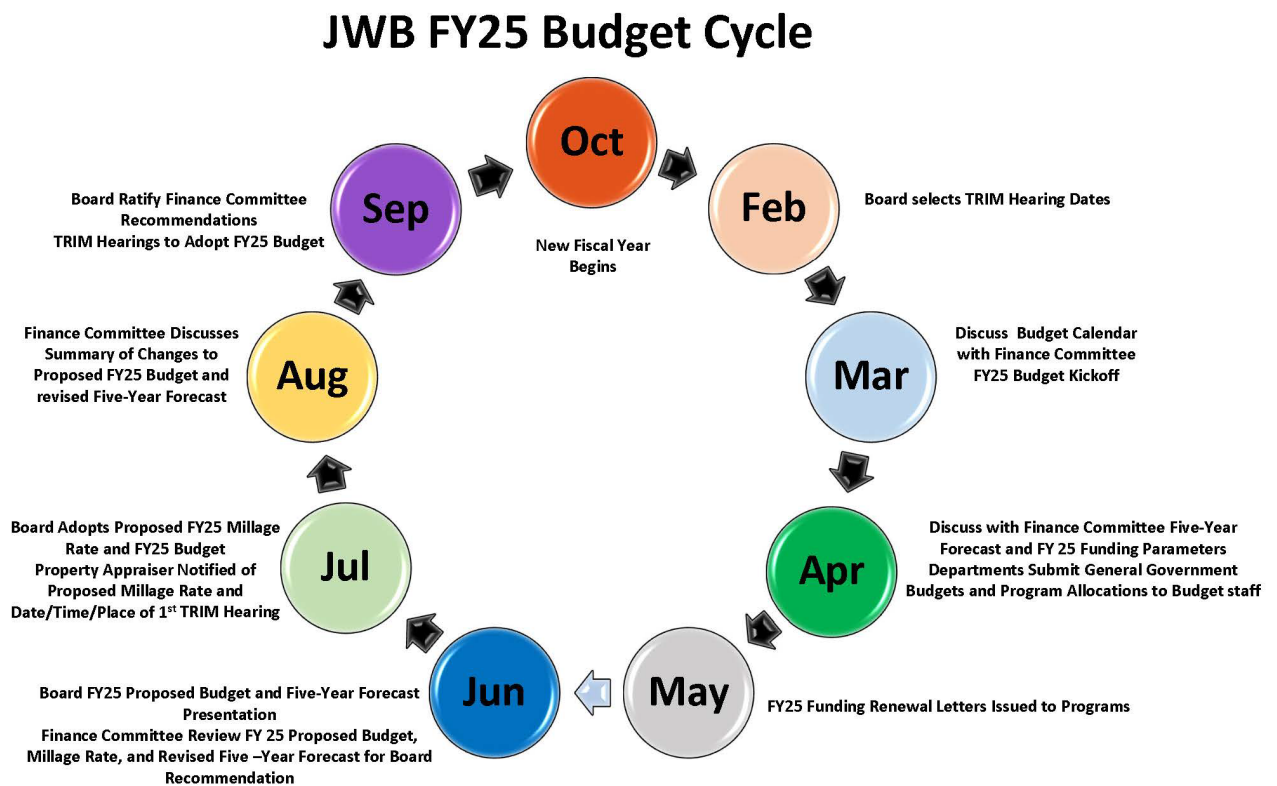 JWB FY25 Budget Cycle
Oct
New Fiscal Year
Begins
Feb
Board selects TRIM Hearing Dates
Mar
Discuss Budget Calendar
with Finance Committee
FY25 Budget Kickoff
Apr
Discuss with Finance Committee Five-Year
Forecast and FY 25 Funding Parameters
Departments Submit General Government
Budgets and Program Allocations to Budget staff
May
FY25 Funding Renewal Letters Issued to Programs
Jun
Board FY25 Proposed Budget and Five-Year Forecast
Presentation
Finance Committee Review FY 25 Proposed Budget,
Millage Rate, and Revised Five –Year Forecast for Board
Recommendation
Jul
Board Adopts Proposed FY25 Millage
Rate and FY25 Budget
Property Appraiser Notified of
Proposed Millage Rate and
Date/Time/Place of 1st TRIM Hearing
Aug
Finance Committee Discusses
Summary of Changes to
Proposed FY25 Budget and
revised Five-Year Forecast
Sep
Board Ratify Finance Committee
Recommendations
TRIM Hearings to Adopt FY25 Budget